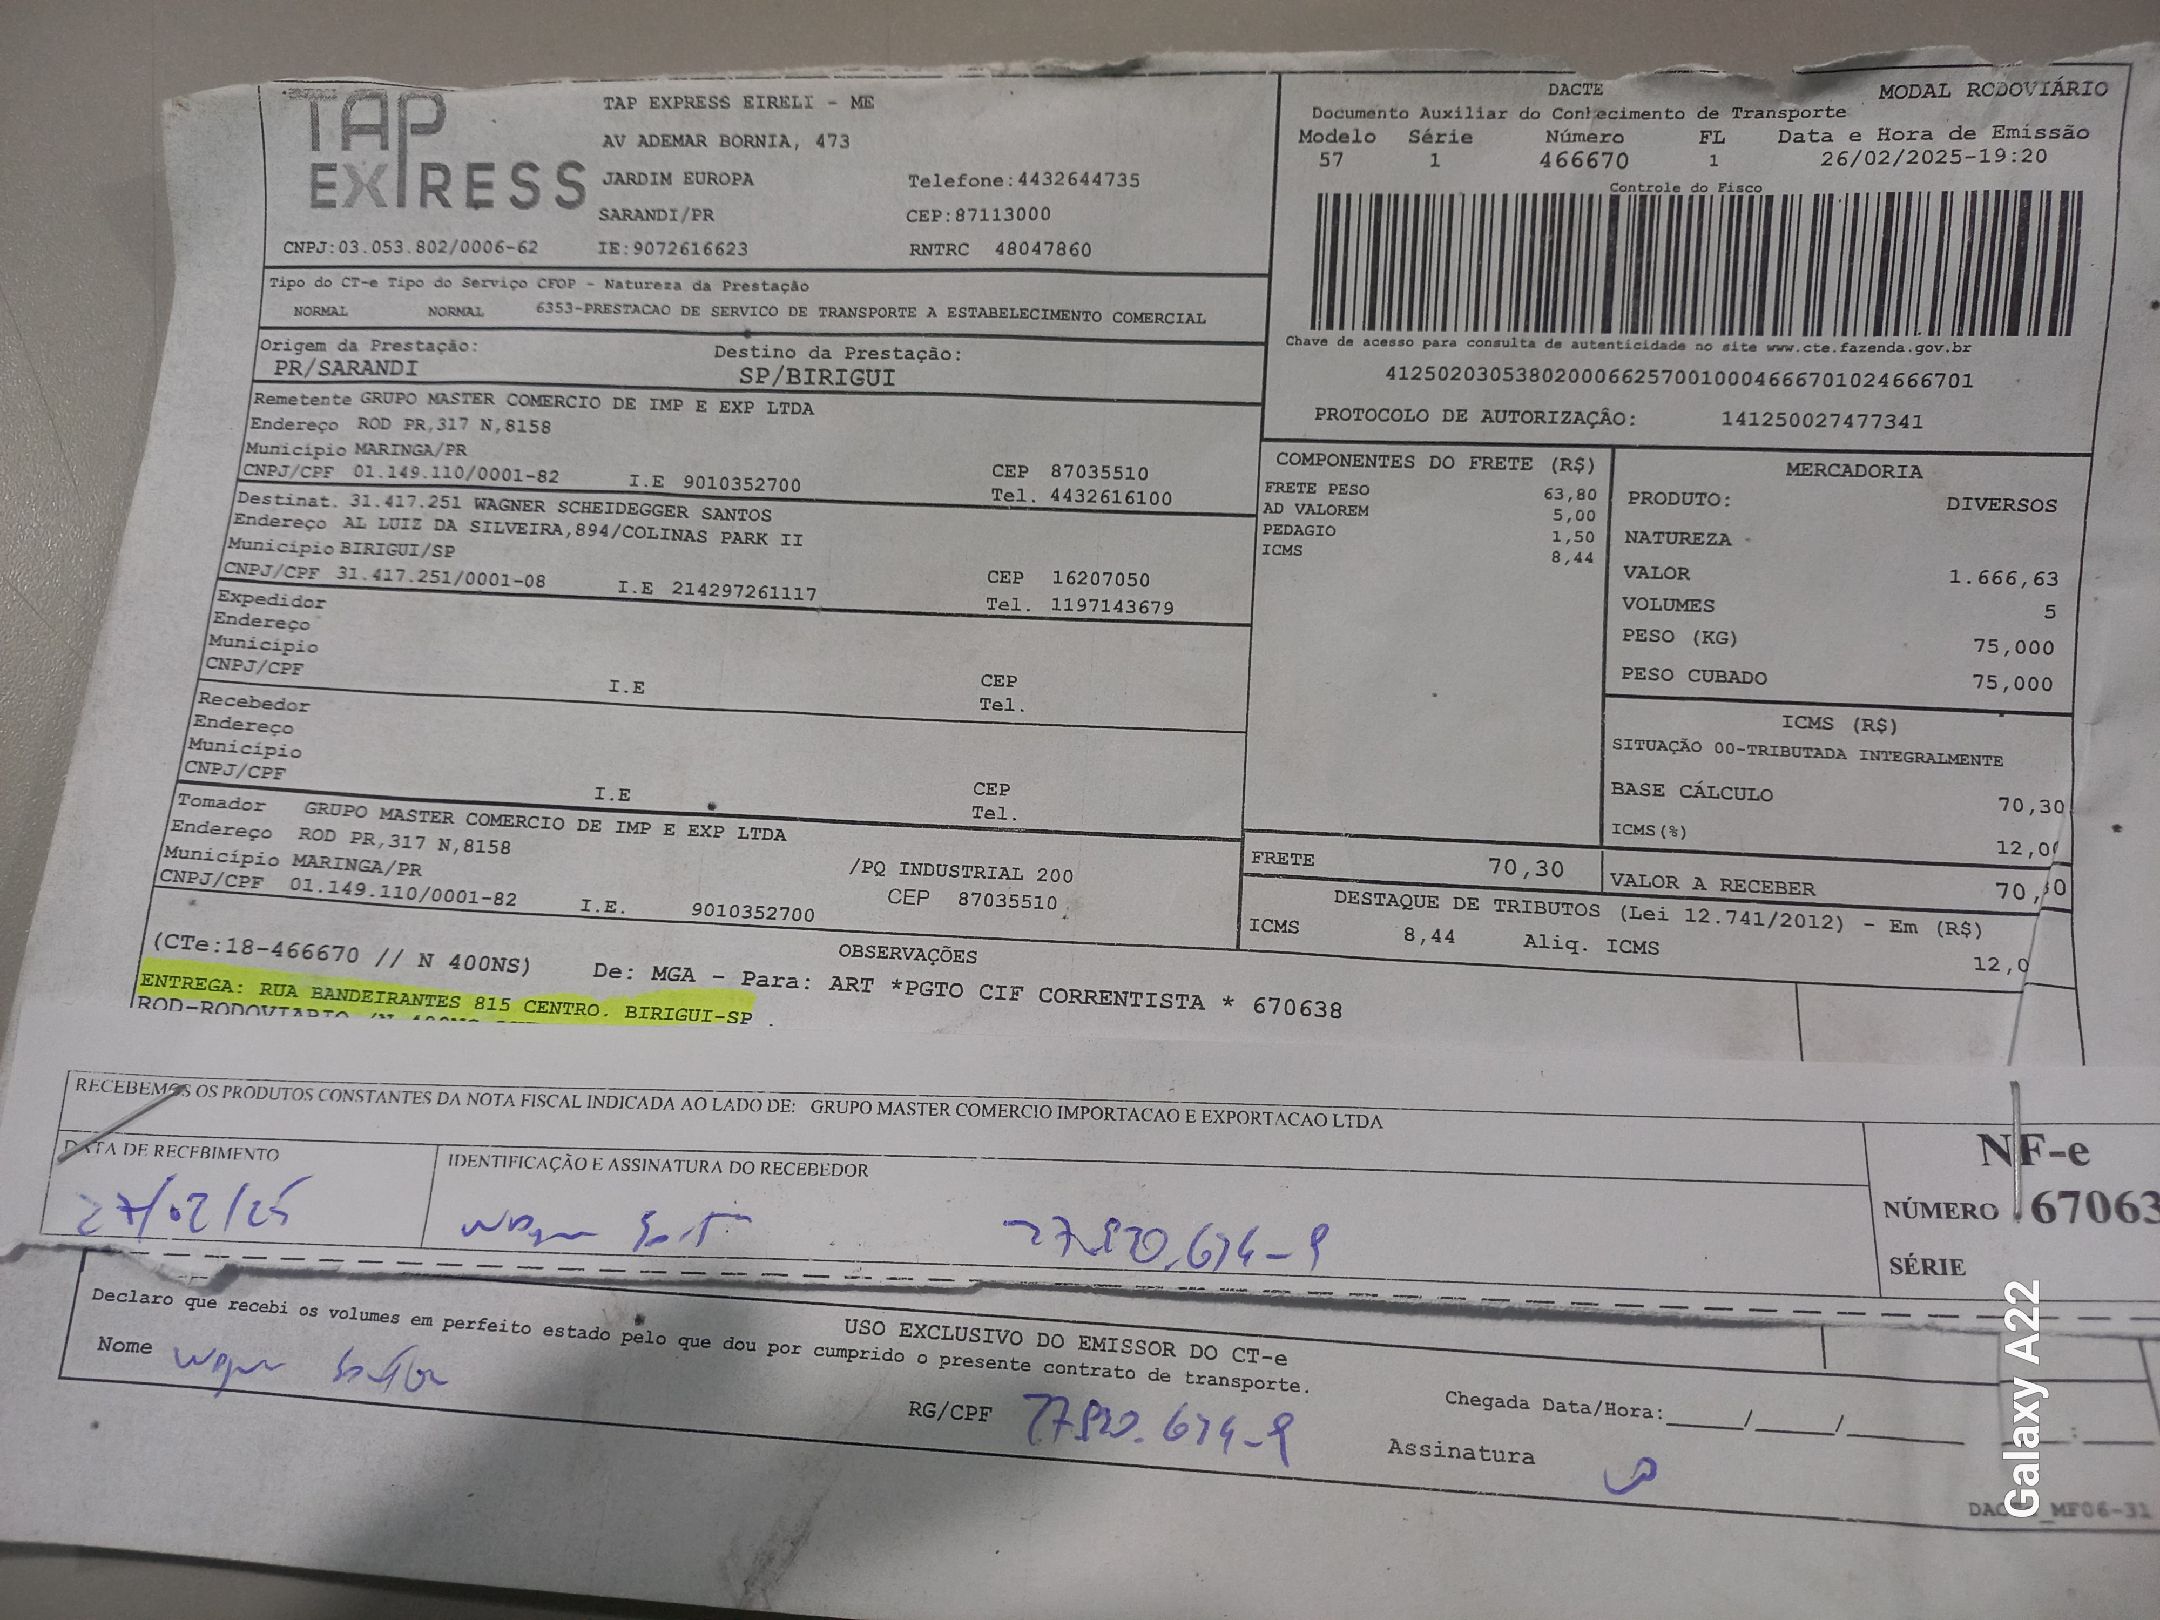 TAP EXPRESS
TAP EXPRESS EIRELI - ME
AV ADEMAR BORNIA, 473
JARDIM EUROPA Telefone:4432644735
SARANDI/PR CEP:87113000
CNPJ:03.053.802/0006-62 IE:9072616623 RNTRC 48047860
DACTE MODAL RODOVIÁRIO
Documento Auxiliar do Conhecimento de Transporte
Modelo Série Número FL Data e Hora de Emissão
57 1 466670 1 26/02/2025-19:20
Controle do Fisco
Chave de acesso para consulta de autenticidade no site www.cte.fazenda.gov.br
41250203053802000662570010004666701024666701
PROTOCOLO DE AUTORIZAÇÂO: 141250027477341
Tipo do CT-e Tipo do Serviço CFOP - Natureza da Prestação
NORMAL NORMAL 6353-PRESTACAO DE SERVICO DE TRANSPORTE A ESTABELECIMENTO COMERCIAL
Origem da Prestação: Destino da Prestação:
PR/SARANDI SP/BIRIGUI
Remetente GRUPO MASTER COMERCIO DE IMP E EXP LTDA
Endereço ROD PR,317 N,8158
Município MARINGA/PR CEP 87035510
CNPJ/CPF 01.149.110/0001-82 I.E 9010352700 Tel. 4432616100
Destinat. 31.417.251 WAGNER SCHEIDEGGER SANTOS
Endereço AL LUIZ DA SILVEIRA,894/COLINAS PARK II
Município BIRIGUI/SP CEP 16207050
CNPJ/CPF 31.417.251/0001-08 I.E 214297261117 Tel. 1197143679
Expedidor
Endereço
Município CEP
CNPJ/CPF I.E Tel.
Recebedor
Endereço
Município CEP
CNPJ/CPF I.E Tel.
Tomador GRUPO MASTER COMERCIO DE IMP E EXP LTDA
Endereço ROD PR,317 N,8158 /PQ INDUSTRIAL 200
Município MARINGA/PR CEP 87035510
CNPJ/CPF 01.149.110/0001-82 I.E. 9010352700
COMPONENTES DO FRETE (R$)
FRETE PESO 63,80
AD VALOREM 5,00
PEDAGIO 1,50
ICMS 8,44
MERCADORIA
PRODUTO: DIVERSOS
NATUREZA
VALOR 1.666,63
VOLUMES 5
PESO (KG) 75,000
PESO CUBADO 75,000
ICMS (R$)
SITUAÇÃO 00-TRIBUTADA INTEGRALMENTE
BASE CÁLCULO 70,30
ICMS(%) 12,0
FRETE 70,30 VALOR A RECEBER 70,30
DESTAQUE DE TRIBUTOS (Lei 12.741/2012) - Em (R$)
ICMS 8,44 Aliq. ICMS 12,0
OBSERVAÇÕES
(CTe:18-466670 // N 400NS) De: MGA - Para: ART *PGTO CIF CORRENTISTA * 670638
ENTREGA: RUA BANDEIRANTES 815 CENTRO. BIRIGUI-SP .
ROD-RODOVIARIO
RECEBEMOS OS PRODUTOS CONSTANTES DA NOTA FISCAL INDICADA AO LADO DE: GRUPO MASTER COMERCIO IMPORTACAO E EXPORTACAO LTDA
DATA DE RECEBIMENTO IDENTIFICAÇÃO E ASSINATURA DO RECEBEDOR
27/02/25
NF-e
NÚMERO 67063
SÉRIE
USO EXCLUSIVO DO EMISSOR DO CT-e
Declaro que recebi os volumes em perfeito estado pelo que dou por cumprido o presente contrato de transporte.
Nome
RG/CPF
Chegada Data/Hora:_____/_____/_____ :
Assinatura
Galaxy A22